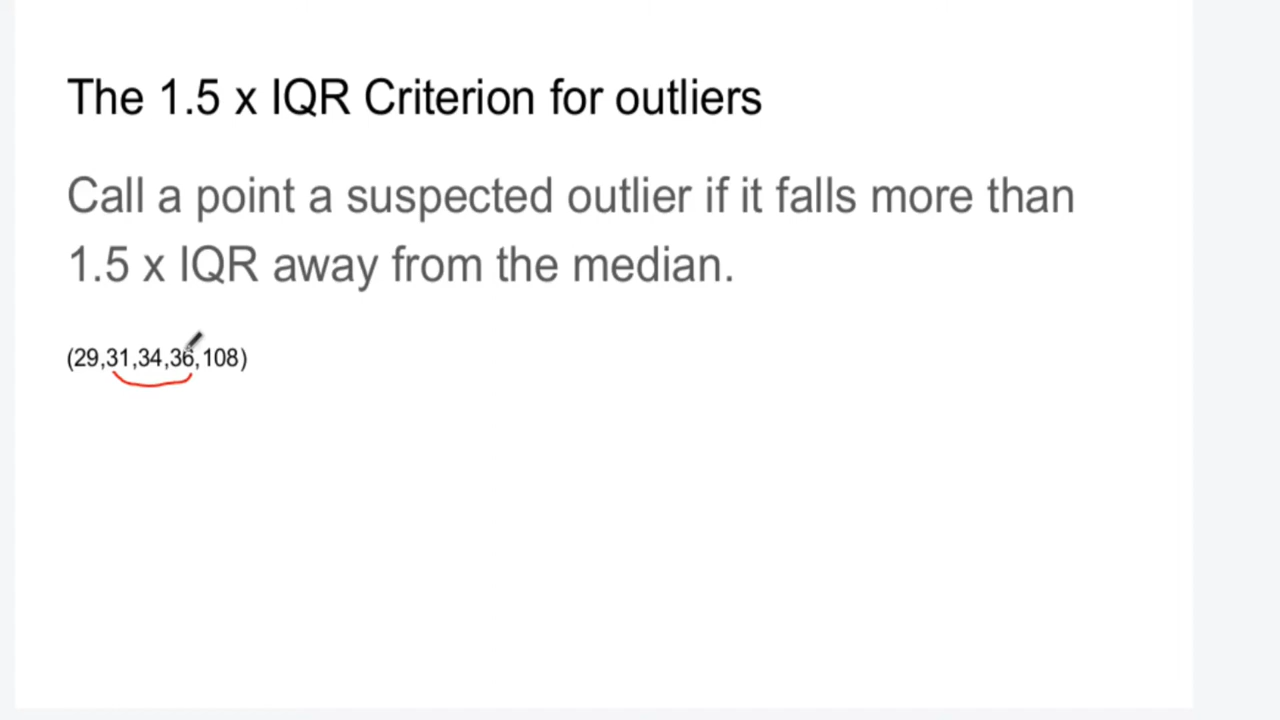 The 1.5 x IQR Criterion for outliers
Call a point a suspected outlier if it falls more than
1.5 x IQR away from the median.
(29,31,34,36,108)